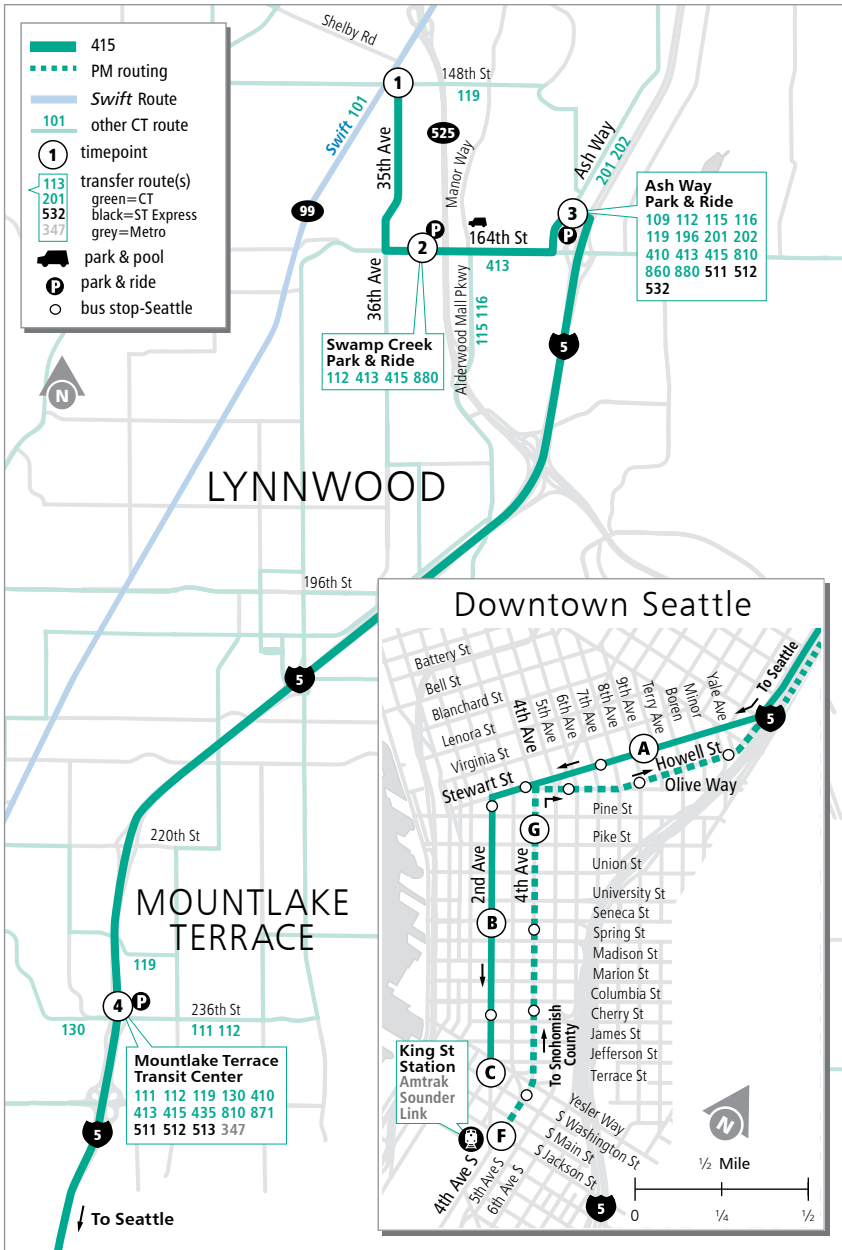 415
PM routing
Swift Route
101
other CT route
1
timepoint
113
201
532
347
transfer route(s)
green=CT
black=ST Express
grey=Metro
park & pool
P
park & ride
bus stop-Seattle
N
Shelby Rd
1
148th St
119
Swift 101
35th Ave
525
Manor Way
Ash Way
201 202
99
3
P
P
2
164th St
413
36th Ave
Alderwood Mall Pkwy
115 116
Ash Way
Park & Ride
109 112 115 116
119 196 201 202
410 413 415 810
860 880 511 512
532
Swamp Creek
Park & Ride
112 413 415 880
5
LYNNWOOD
196th St
5
220th St
MOUNTLAKE
TERRACE
119
4
P
236th St
130
111 112
Mountlake Terrace
Transit Center
111 112 119 130 410
413 415 435 810 871
511 512 513 347
5
To Seattle
Downtown Seattle
Battery St
Bell St
Blanchard St
Lenora St
Virginia St
Stewart St
4th Ave
5th Ave
6th Ave
7th Ave
8th Ave
9th Ave
Terry Ave
Boren
Minor
Yale Ave
To Seattle
5
A
Howell St
Olive Way
Pine St
G
Pike St
Union St
2nd Ave
4th Ave
University St
B
Seneca St
Spring St
Madison St
Marion St
Columbia St
Cherry St
James St
Jefferson St
Terrace St
To Snohomish
County
C
King St
Station
Amtrak
Sounder
Link
F
Yesler Way
S Washington St
S Main St
S Jackson St
4th Ave S
5th Ave S
6th Ave S
5
N
½ Mile
0
¼
½